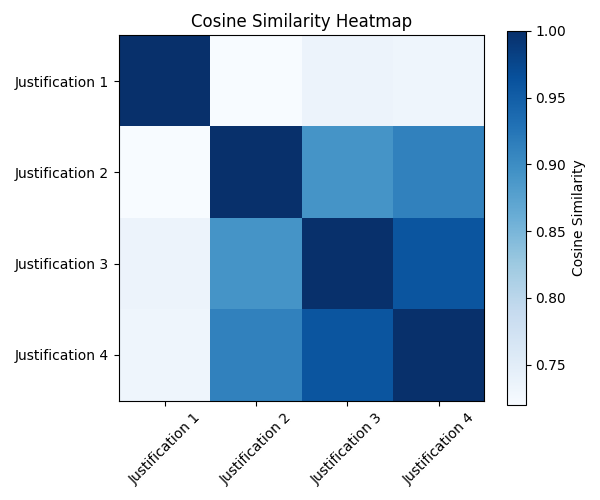 Cosine Similarity Heatmap
Justification 1
Justification 2
Justification 3
Justification 4
Justification 1
Justification 2
Justification 3
Justification 4
1.00
0.95
0.90
0.85
0.80
0.75
Cosine Similarity